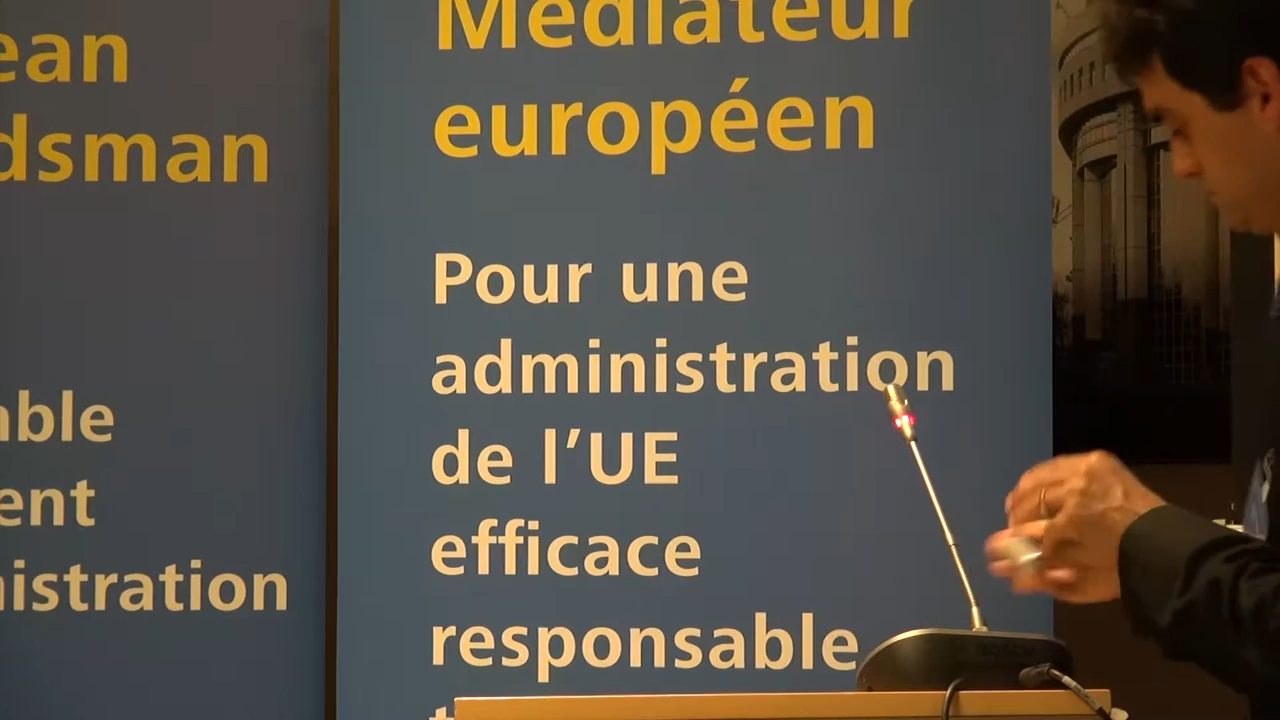 ean
dsman
able
ent
nistration
Médiateur
européen
Pour une
administration
de l’UE
efficace
responsable